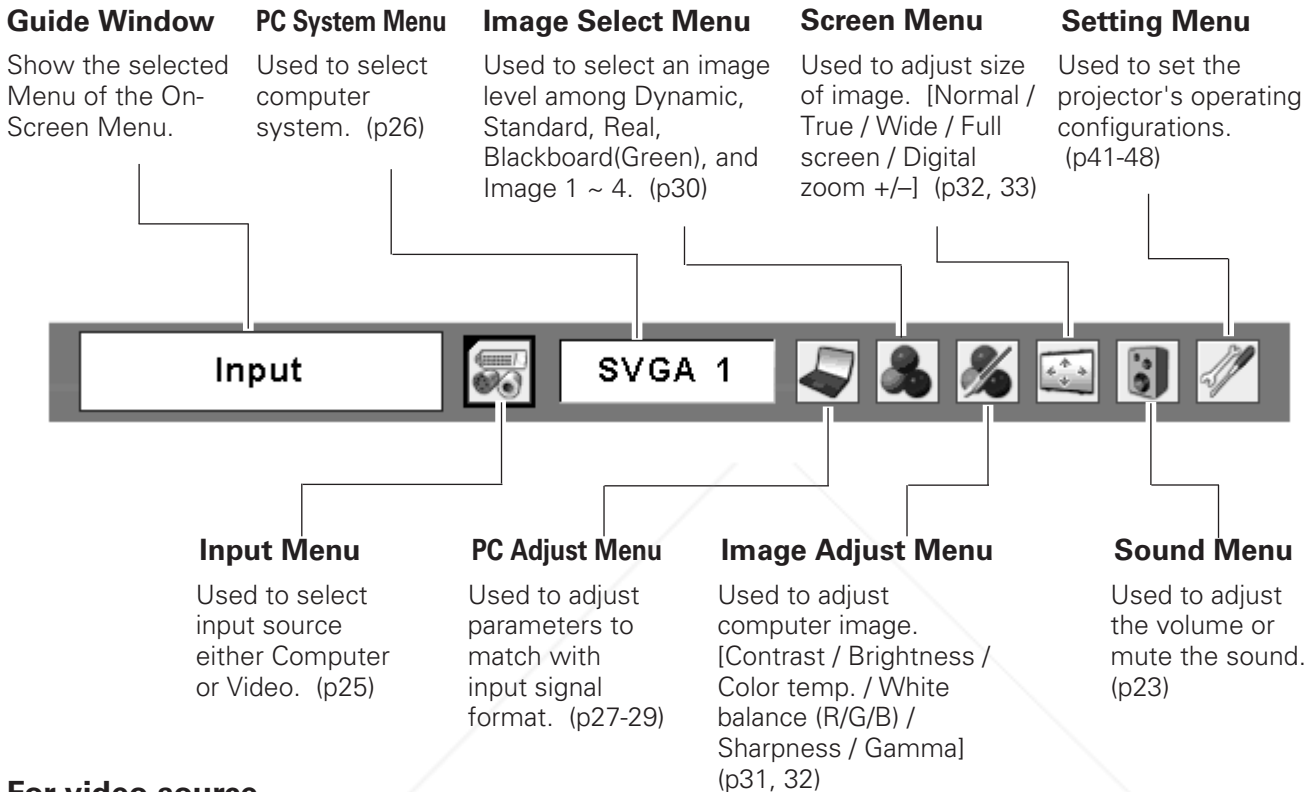 Guide Window
Show the selected
Menu of the On-
Screen Menu.
PC System Menu
Used to select
computer
system. (p26)
Image Select Menu
Used to select an image
level among Dynamic,
Standard, Real,
Blackboard(Green), and
Image 1 ~ 4. (p30)
Screen Menu
Used to adjust size
of image. [Normal /
True / Wide / Full
screen / Digital
zoom +/–] (p32, 33)
Setting Menu
Used to set the
projector's operating
configurations.
(p41-48)
Input
SVGA 1
Input Menu
Used to select
input source
either Computer
or Video. (p25)
PC Adjust Menu
Used to adjust
parameters to
match with
input signal
format. (p27-29)
Image Adjust Menu
Used to adjust
computer image.
[Contrast / Brightness /
Color temp. / White
balance (R/G/B) /
Sharpness / Gamma]
(p31, 32)
Sound Menu
Used to adjust
the volume or
mute the sound.
(p23)
For video source